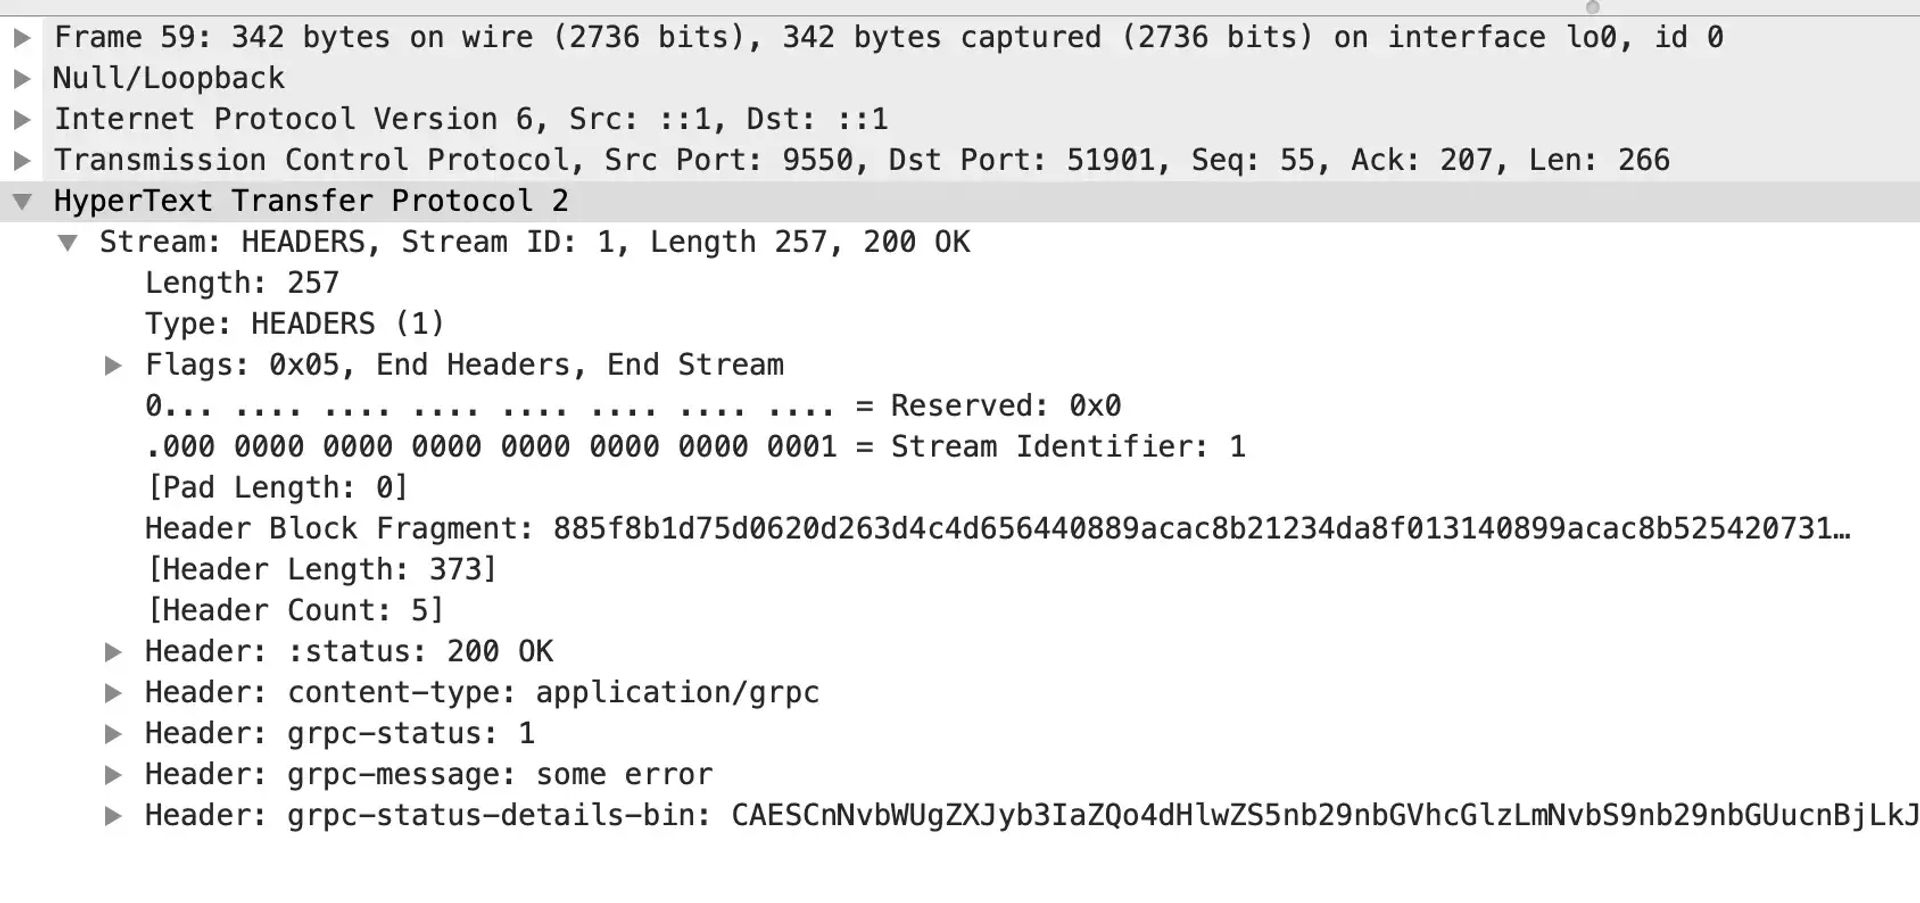 Frame 59: 342 bytes on wire (2736 bits), 342 bytes captured (2736 bits) on interface lo0, id 0
Null/Loopback
Internet Protocol Version 6, Src: ::1, Dst: ::1
Transmission Control Protocol, Src Port: 9550, Dst Port: 51901, Seq: 55, Ack: 207, Len: 266
HyperText Transfer Protocol 2
Stream: HEADERS, Stream ID: 1, Length 257, 200 OK
Length: 257
Type: HEADERS (1)
Flags: 0x05, End Headers, End Stream
0... .... .... .... .... .... .... .... = Reserved: 0x0
.000 0000 0000 0000 0000 0000 0000 0001 = Stream Identifier: 1
[Pad Length: 0]
Header Block Fragment: 885f8b1d75d0620d263d4c4d656440889acac8b21234da8f013140899acac8b525420731…
[Header Length: 373]
[Header Count: 5]
Header: :status: 200 OK
Header: content-type: application/grpc
Header: grpc-status: 1
Header: grpc-message: some error
Header: grpc-status-details-bin: CAESCnNvbWUgZXJyb3IaZQo4dHlwZS5nb29nbGVhcGlzLmNvbS9nb29nbGUucnBjLkJ